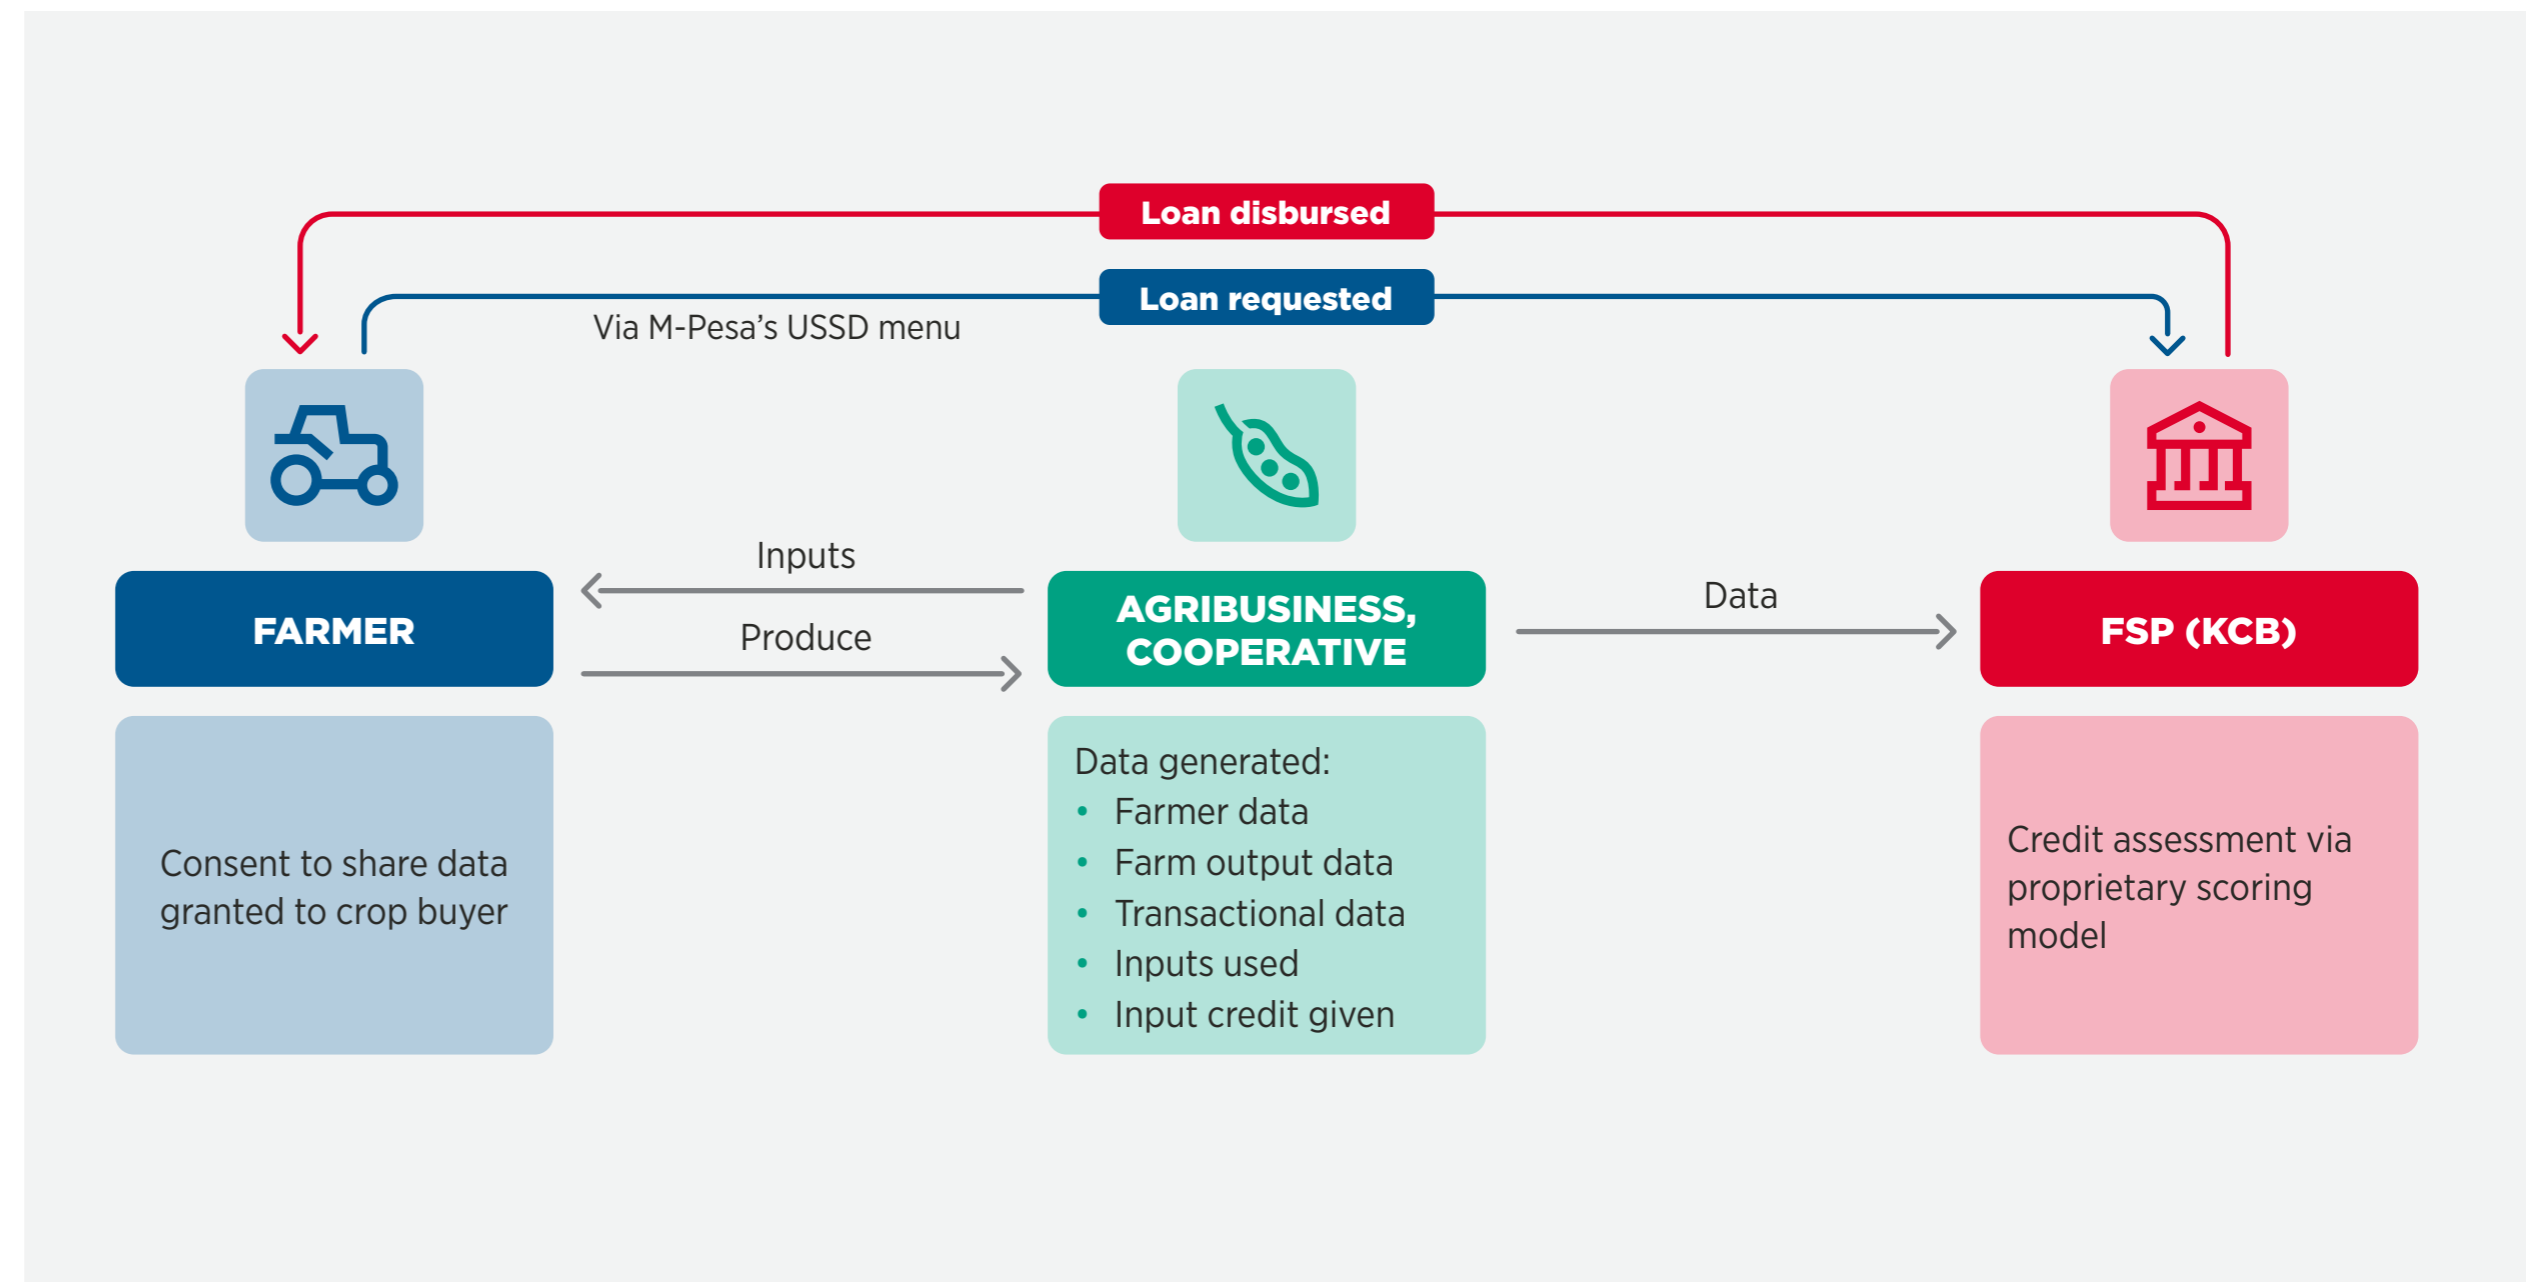 Loan disbursed
Loan requested
Via M-Pesa’s USSD menu
Inputs
Produce
Data
FARMER
AGRIBUSINESS,
COOPERATIVE
FSP (KCB)
Consent to share data
granted to crop buyer
Data generated:
• Farmer data
• Farm output data
• Transactional data
• Inputs used
• Input credit given
Credit assessment via
proprietary scoring
model